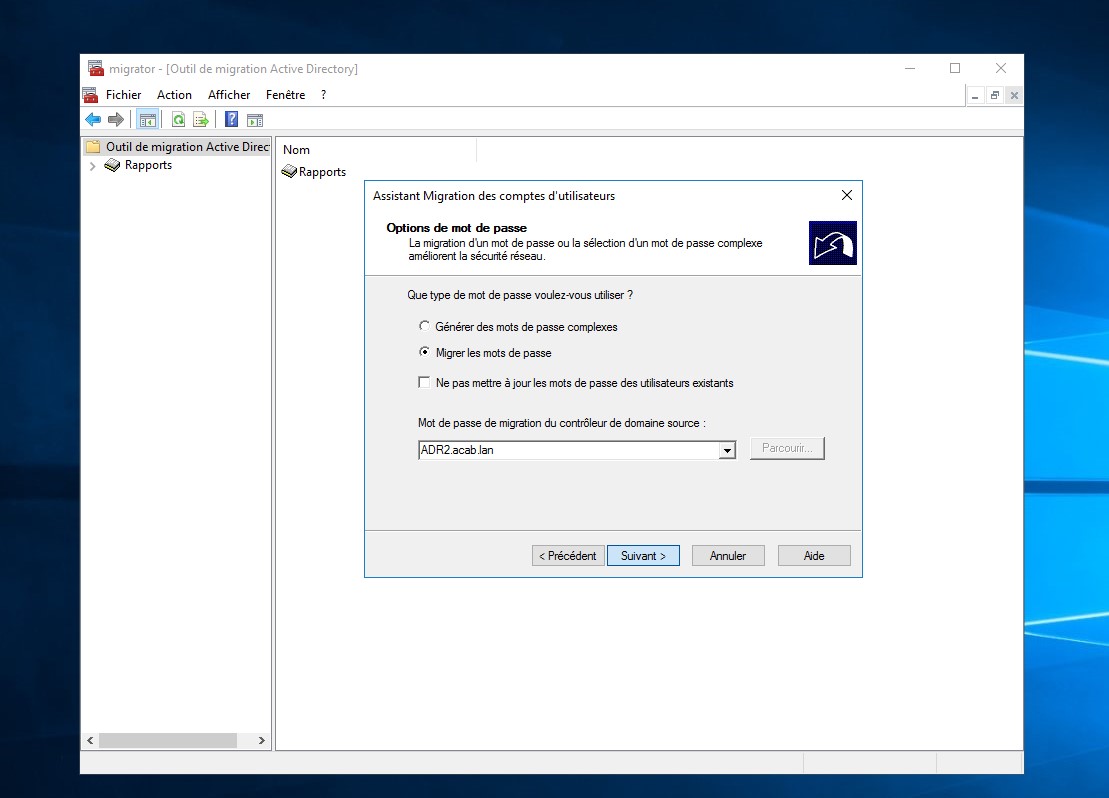 migrator - [Outil de migration Active Directory]
Fichier Action Afficher Fenêtre ?
Outil de migration Active Direc
Rapports
Nom
Rapports
Assistant Migration des comptes d'utilisateurs
Options de mot de passe
La migration d'un mot de passe ou la sélection d'un mot de passe complexe
améliorent la sécurité réseau.
Que type de mot de passe voulez-vous utiliser ?
Générer des mots de passe complexes
Migrer les mots de passe
Ne pas mettre à jour les mots de passe des utilisateurs existants
Mot de passe de migration du contrôleur de domaine source :
ADR2.acab.lan
Parcourir...
< Précédent Suivant > Annuler Aide